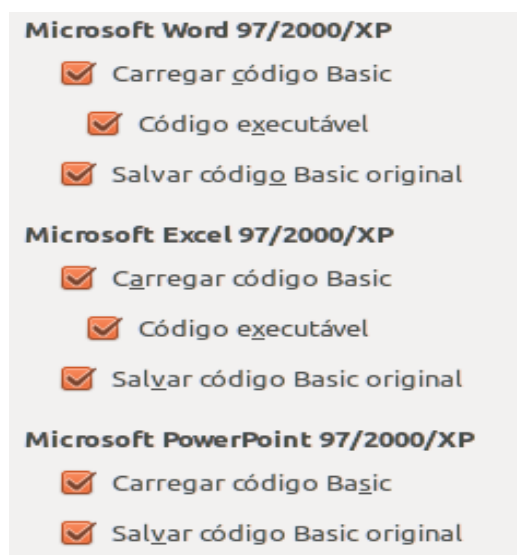 Microsoft Word 97/2000/XP
Carregar código Basic
Código executável
Salvar código Basic original
Microsoft Excel 97/2000/XP
Carregar código Basic
Código executável
Salvar código Basic original
Microsoft PowerPoint 97/2000/XP
Carregar código Basic
Salvar código Basic original